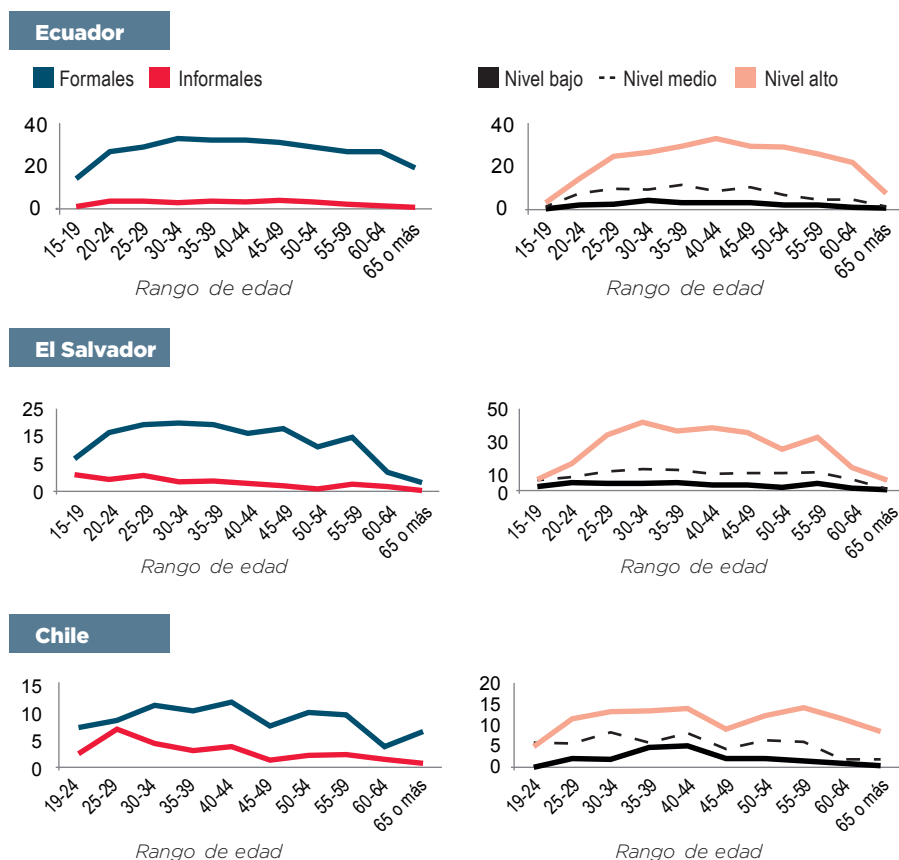 Ecuador
Formales Informales
Nivel bajo Nivel medio Nivel alto
40
20
0
15-19 20-24 25-29 30-34 35-39 40-44 45-49 50-54 55-59 60-64 65 o más
Rango de edad
40
20
0
15-19 20-24 25-29 30-34 35-39 40-44 45-49 50-54 55-59 60-64 65 o más
Rango de edad
El Salvador
25
15
5
0
15-19 20-24 25-29 30-34 35-39 40-44 45-49 50-54 55-59 60-64 65 o más
Rango de edad
50
30
10
0
15-19 20-24 25-29 30-34 35-39 40-44 45-49 50-54 55-59 60-64 65 o más
Rango de edad
Chile
15
10
5
0
19-24 25-29 30-34 35-39 40-44 45-49 50-54 55-59 60-64 65 o más
Rango de edad
20
15
10
5
0
19-24 25-29 30-34 35-39 40-44 45-49 50-54 55-59 60-64 65 o más
Rango de edad